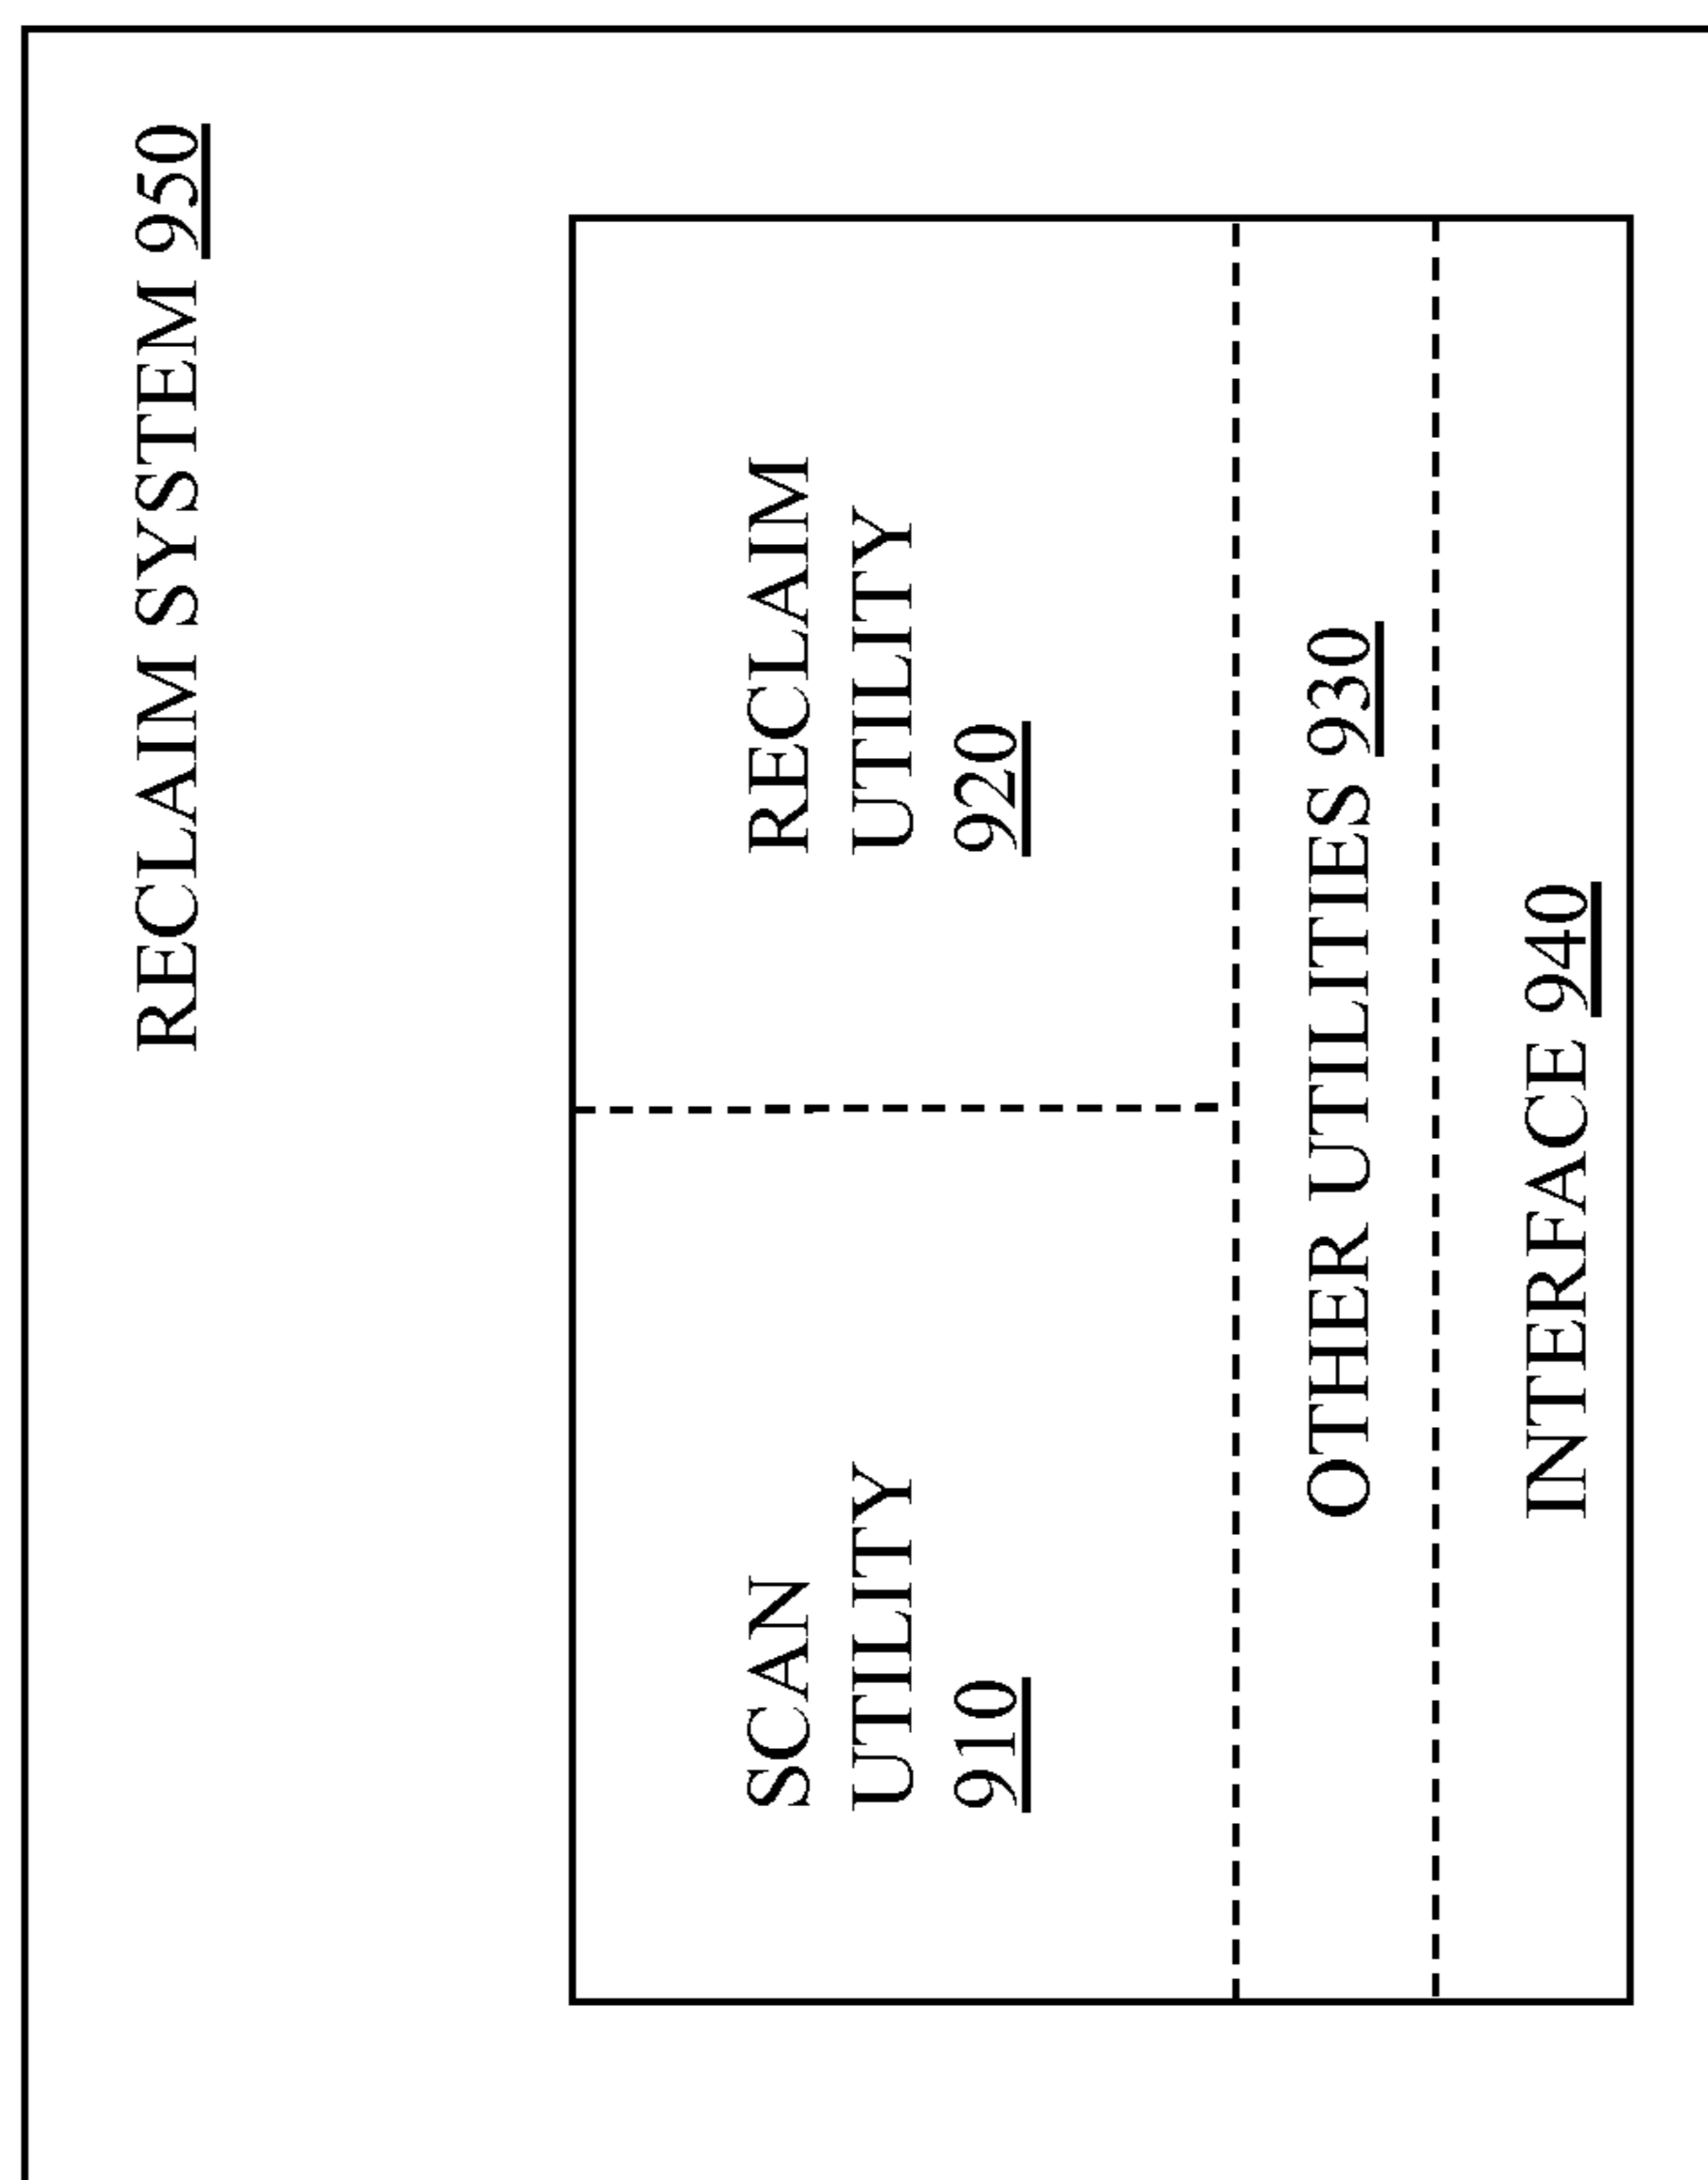 RECLAIM SYSTEM 950
SCAN
UTILITY
910
RECLAIM
UTILITY
920
OTHER UTILITIES 930
INTERFACE 940